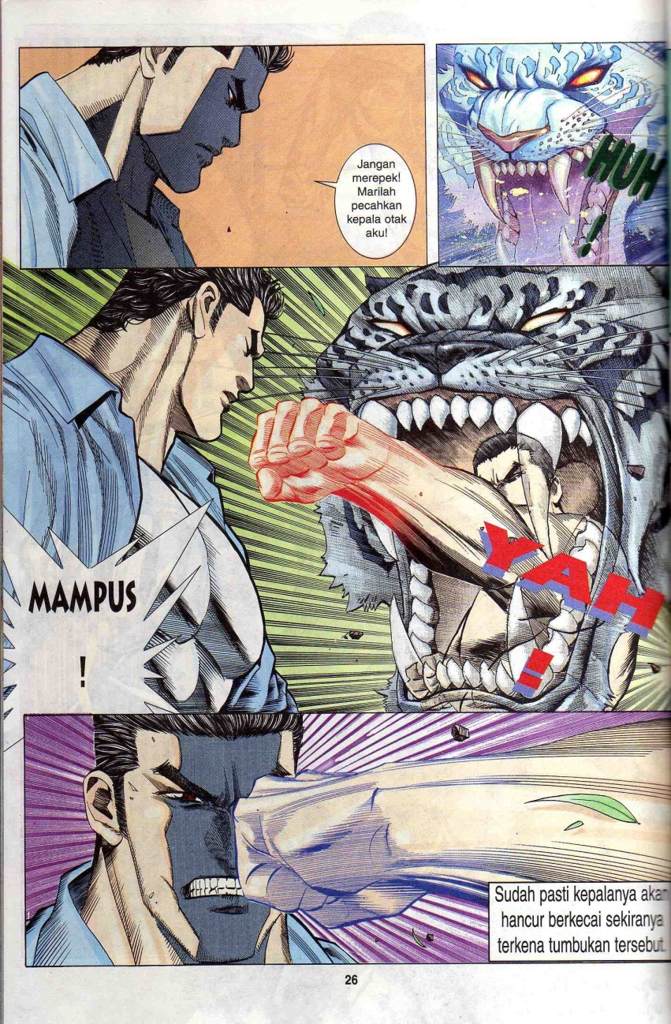 Jangan
merepek!
Marilah
pecahkan
kepala otak
aku!
HUH
!
MAMPUS
!
YAH
!
Sudah pasti kepalanya akan
hancur berkecai sekiranya
terkena tumbukan tersebut.
26